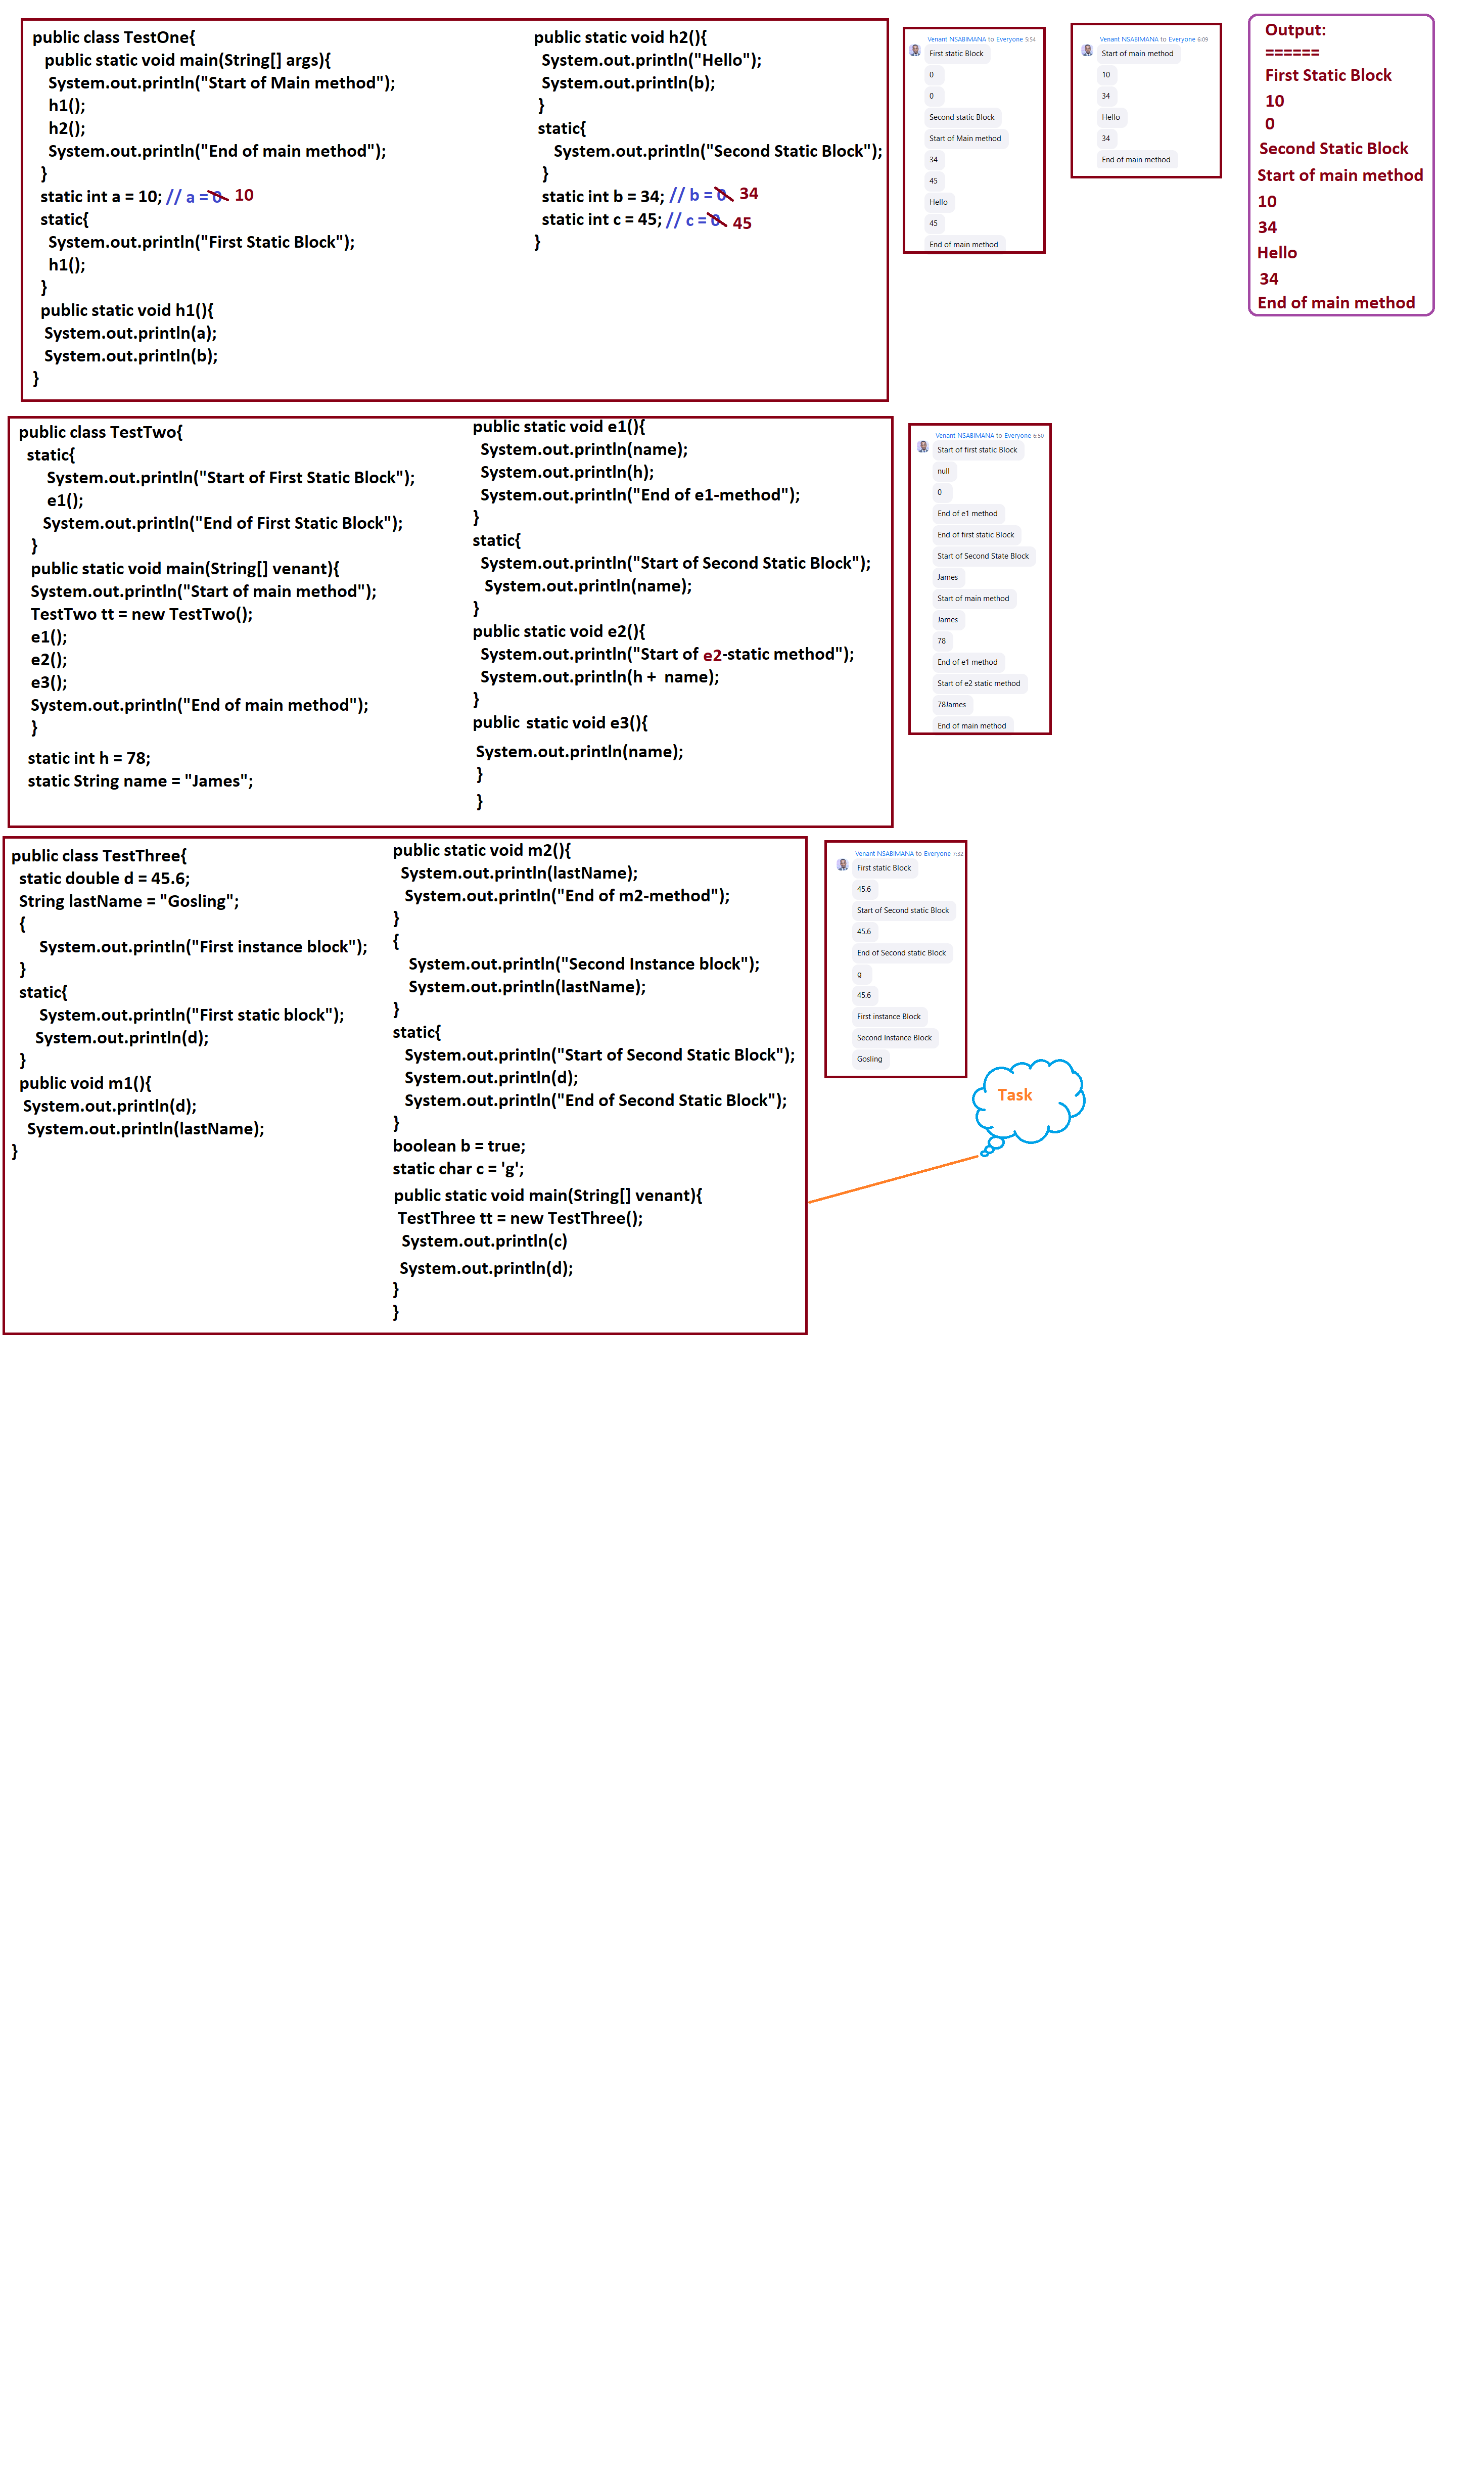 public class TestOne{
public static void main(String[] args){
System.out.println("Start of Main method");
h1();
h2();
System.out.println("End of main method");
}
static int a = 10; // a = 0 10
static{
System.out.println("First Static Block");
h1();
}
public static void h1(){
System.out.println(a);
System.out.println(b);
}
public static void h2(){
System.out.println("Hello");
System.out.println(b);
}
static{
System.out.println("Second Static Block");
}
static int b = 34; // b = 0 34
static int c = 45; // c = 0 45
}
Venant NSABIMANA to Everyone 5:54
First static Block
0
0
Second static Block
Start of Main method
34
45
Hello
45
End of main method
Venant NSABIMANA to Everyone 6:09
Start of main method
10
34
Hello
34
End of main method
Output:
======
First Static Block
10
0
Second Static Block
Start of main method
10
34
Hello
34
End of main method
public class TestTwo{
static{
System.out.println("Start of First Static Block");
e1();
System.out.println("End of First Static Block");
}
public static void main(String[] venant){
System.out.println("Start of main method");
TestTwo tt = new TestTwo();
e1();
e2();
e3();
System.out.println("End of main method");
}
static int h = 78;
static String name = "James";
public static void e1(){
System.out.println(name);
System.out.println(h);
System.out.println("End of e1-method");
}
static{
System.out.println("Start of Second Static Block");
System.out.println(name);
}
public static void e2(){
System.out.println("Start of e2-static method");
System.out.println(h + name);
}
public static void e3(){
System.out.println(name);
}
}
Venant NSABIMANA to Everyone 6:50
Start of first static Block
null
0
End of e1 method
End of first static Block
Start of Second State Block
James
Start of main method
James
78
End of e1 method
Start of e2 static method
78James
End of main method
public class TestThree{
static double d = 45.6;
String lastName = "Gosling";
{
System.out.println("First instance block");
}
static{
System.out.println("First static block");
System.out.println(d);
}
public void m1(){
System.out.println(d);
System.out.println(lastName);
}
public static void m2(){
System.out.println(lastName);
System.out.println("End of m2-method");
}
{
System.out.println("Second Instance block");
System.out.println(lastName);
}
static{
System.out.println("Start of Second Static Block");
System.out.println(d);
System.out.println("End of Second Static Block");
}
boolean b = true;
static char c = 'g';
public static void main(String[] venant){
TestThree tt = new TestThree();
System.out.println(c)
System.out.println(d);
}
}
Venant NSABIMANA to Everyone 7:32
First static Block
45.6
Start of Second static Block
45.6
End of Second static Block
g
45.6
First instance Block
Second Instance Block
Gosling
Task